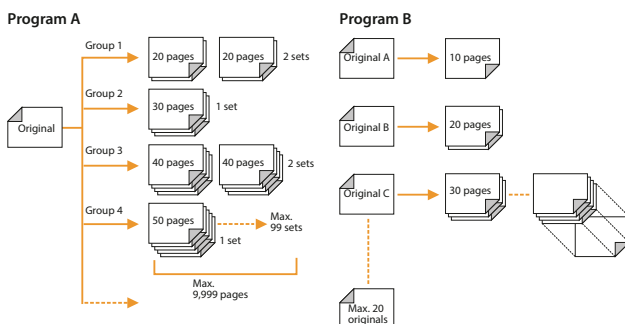 Program A
Group 1
20 pages
20 pages
2 sets
Group 2
30 pages
1 set
Original
Group 3
40 pages
40 pages
2 sets
Group 4
50 pages
1 set
Max.
99 sets
Max.
9,999 pages
Program B
Original A
10 pages
Original B
20 pages
Original C
30 pages
Max. 20
originals